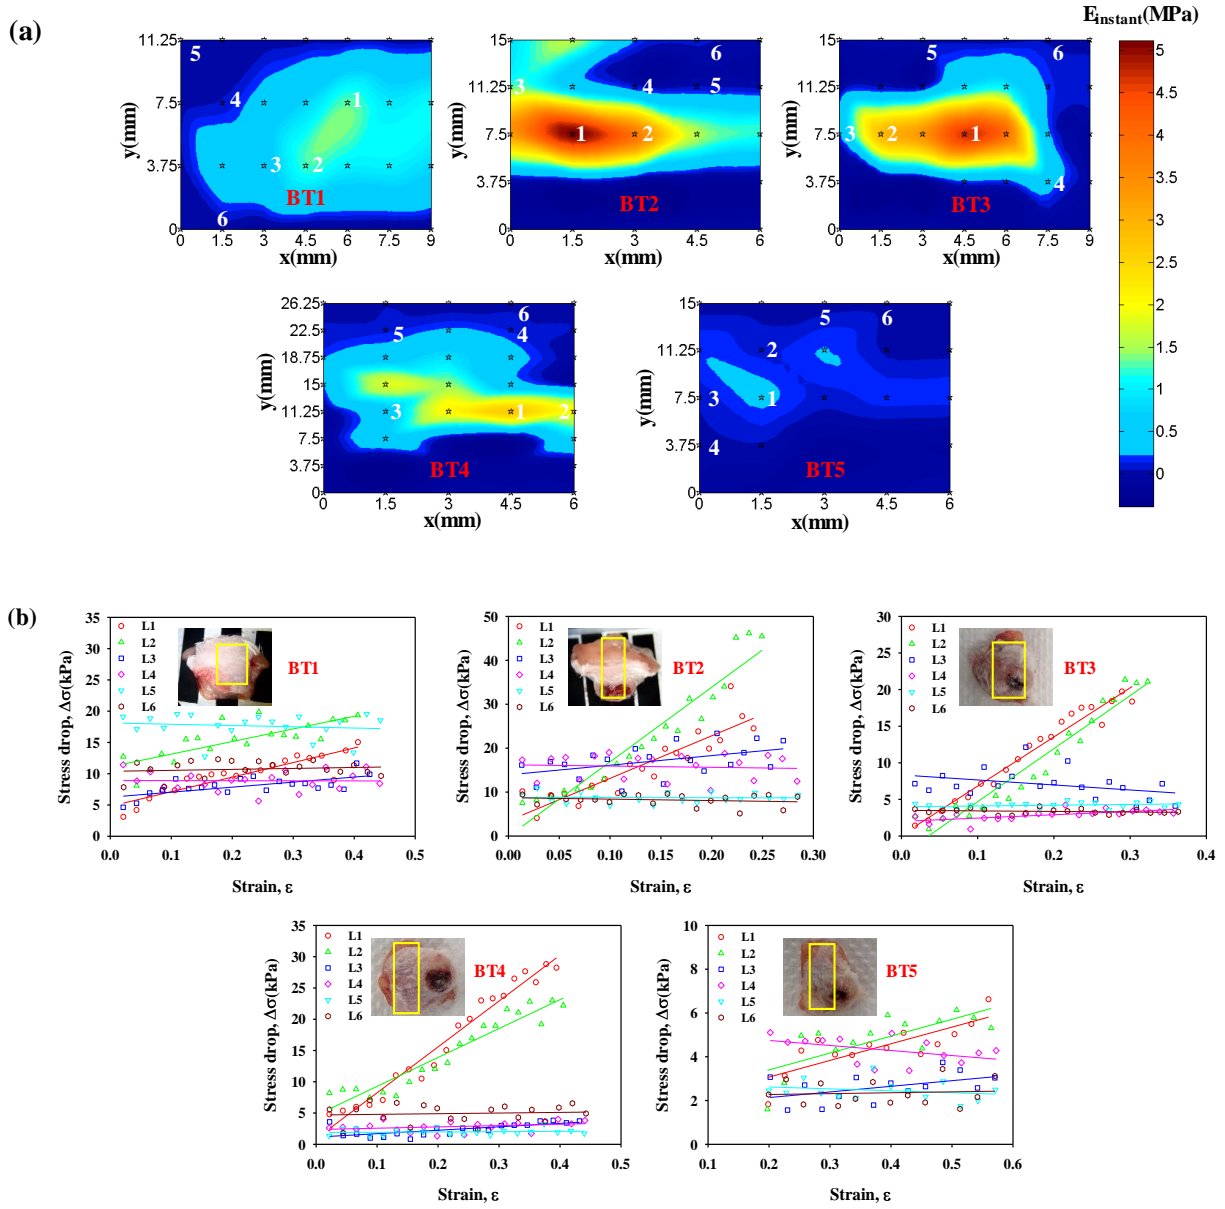 (a)
E_instant(MPa)
5
4.5
4
3.5
3
2.5
2
1.5
1
0.5
0
11.25
7.5
3.75
0
y(mm)
5
4
1
3
2
6
BT1
0 1.5 3 4.5 6 7.5 9
x(mm)
15
11.25
7.5
3.75
0
y(mm)
6
3
4
5
1
2
BT2
0 1.5 3 4.5 6
x(mm)
15
11.25
7.5
3.75
0
y(mm)
5
6
3
2
1
4
BT3
0 1.5 3 4.5 6 7.5 9
x(mm)
26.25
22.5
18.75
15
11.25
7.5
3.75
0
y(mm)
6
5
4
3
1
2
BT4
0 1.5 3 4.5 6
x(mm)
15
11.25
7.5
3.75
0
y(mm)
5
6
2
3
1
4
BT5
0 1.5 3 4.5 6
x(mm)
(b)
35
30
25
20
15
10
5
0
Stress drop, Δσ(kPa)
L1
L2
L3
L4
L5
L6
BT1
0.0 0.1 0.2 0.3 0.4 0.5
Strain, ε
50
40
30
20
10
0
Stress drop, Δσ(kPa)
L1
L2
L3
L4
L5
L6
BT2
0.00 0.05 0.10 0.15 0.20 0.25 0.30
Strain, ε
30
25
20
15
10
5
0
Stress drop, Δσ(kPa)
L1
L2
L3
L4
L5
L6
BT3
0.0 0.1 0.2 0.3 0.4
Strain, ε
35
30
25
20
15
10
5
0
Stress drop, Δσ(kPa)
L1
L2
L3
L4
L5
L6
BT4
0.0 0.1 0.2 0.3 0.4 0.5
Strain, ε
10
8
6
4
2
0
Stress drop, Δσ(kPa)
L1
L2
L3
L4
L5
L6
BT5
0.1 0.2 0.3 0.4 0.5 0.6
Strain, ε